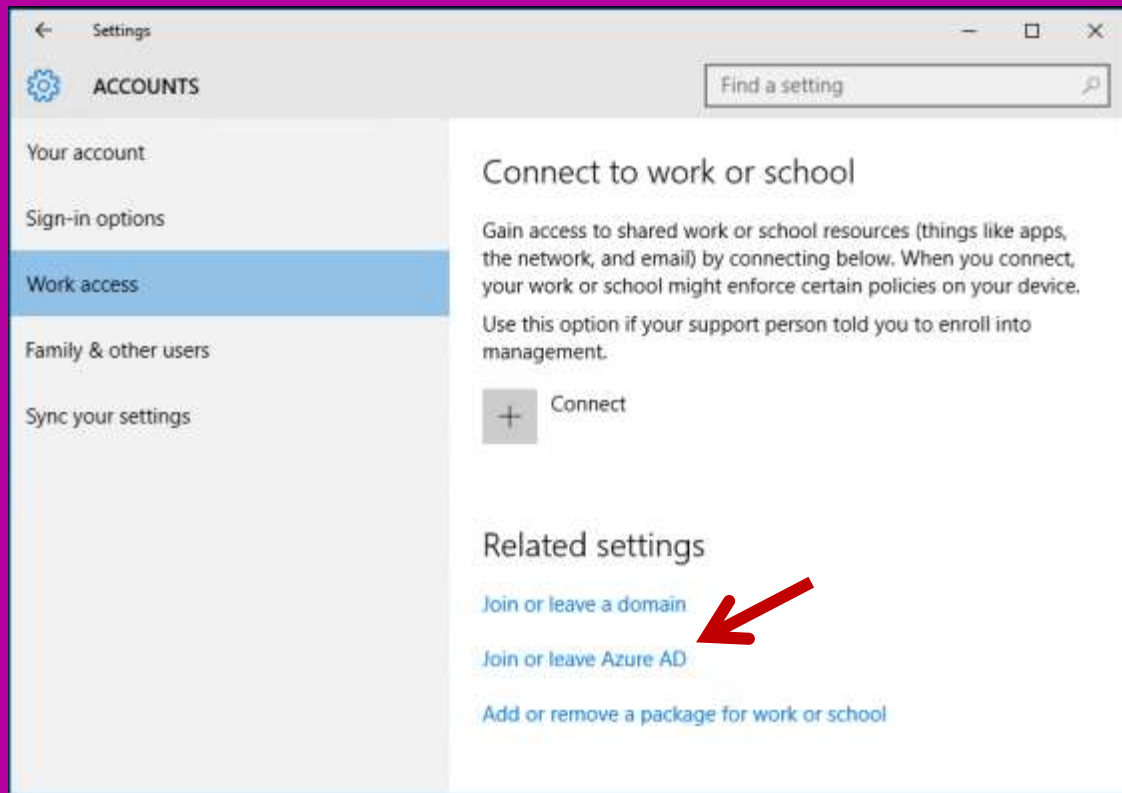 Settings
ACCOUNTS
Find a setting
Your account
Sign-in options
Work access
Family & other users
Sync your settings
Connect to work or school
Gain access to shared work or school resources (things like apps,
the network, and email) by connecting below. When you connect,
your work or school might enforce certain policies on your device.
Use this option if your support person told you to enroll into
management.
Connect
Related settings
Join or leave a domain
Join or leave Azure AD
Add or remove a package for work or school